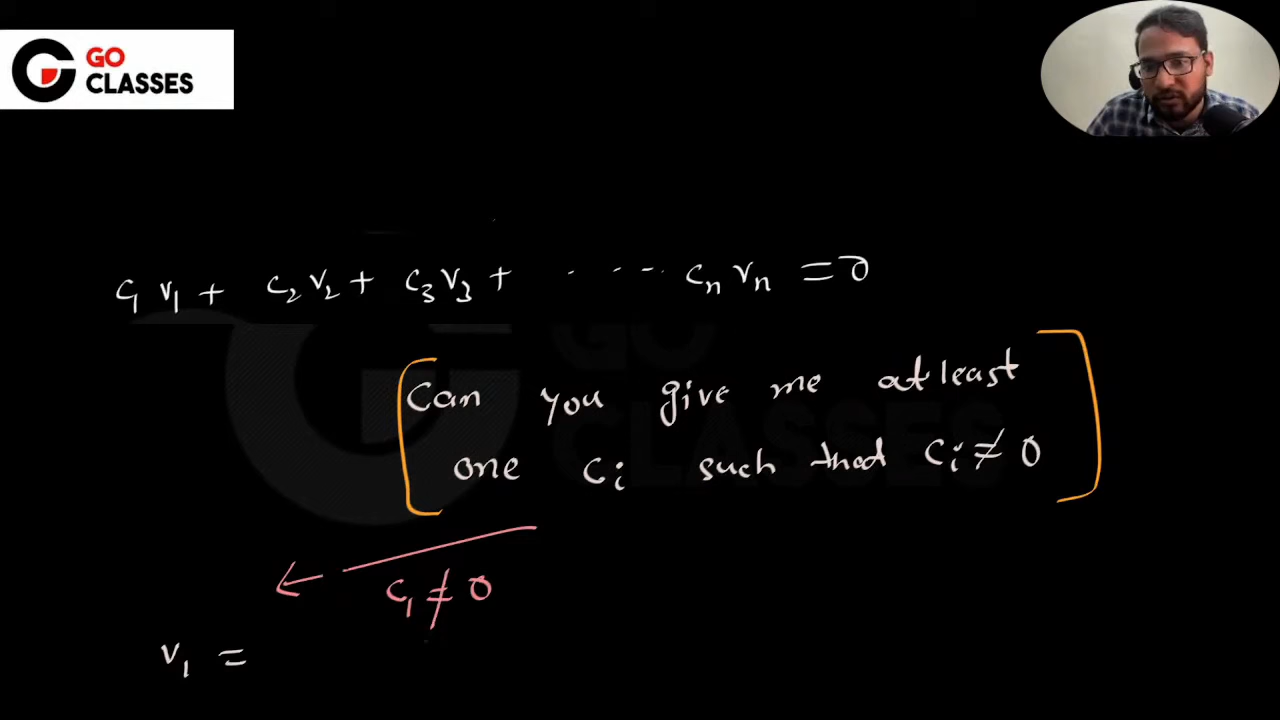 GO
CLASSES
c₁ v₁ + c₂ v₂ + c₃ v₃ + ..... cₙ vₙ = 0
Can you give me atleast
one cᵢ such that cᵢ ≠ 0
c₁ ≠ 0
v₁ =